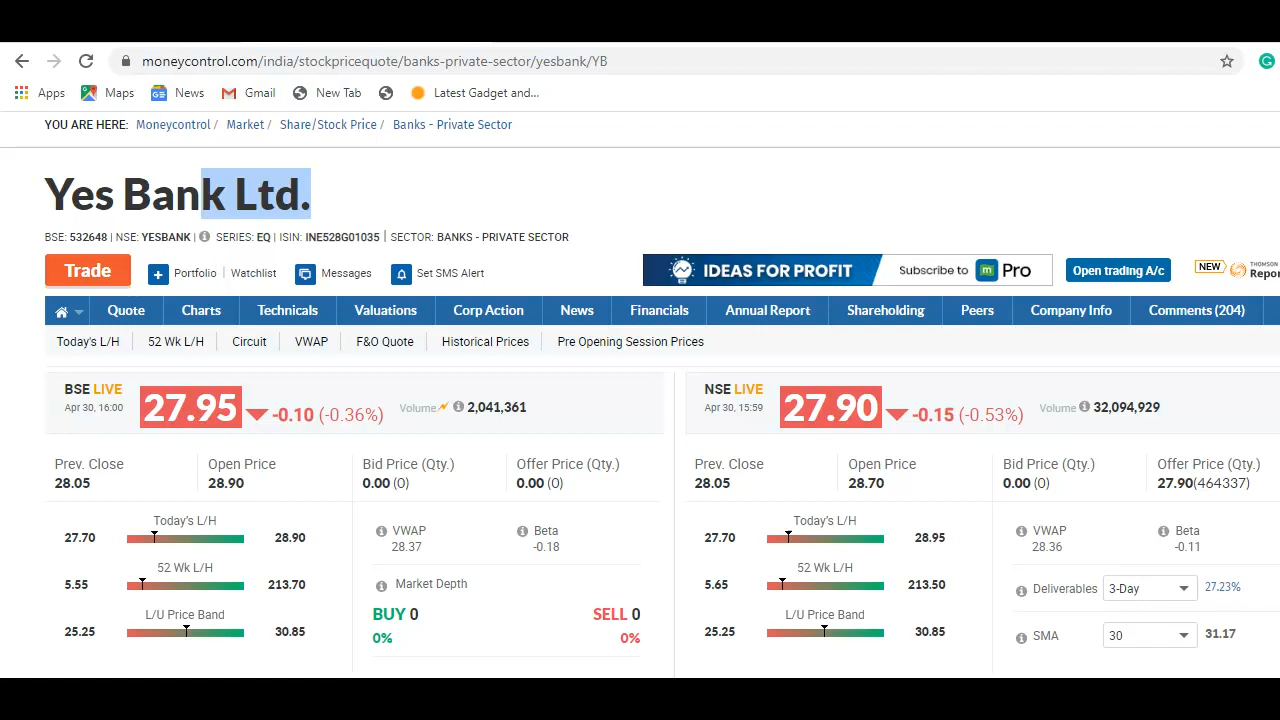 moneycontrol.com/india/stockpricequote/banks-private-sector/yesbank/YB
Apps Maps News Gmail New Tab Latest Gadget and...
YOU ARE HERE: Moneycontrol / Market / Share/Stock Price / Banks - Private Sector
Yes Bank Ltd.
BSE: 532648 | NSE: YESBANK | SERIES: EQ | ISIN: INE528G01035 | SECTOR: BANKS - PRIVATE SECTOR
Trade + Portfolio | Watchlist Messages Set SMS Alert IDEAS FOR PROFIT Subscribe to m Pro Open trading A/c NEW THOMSON
Repor
Quote Charts Technicals Valuations Corp Action News Financials Annual Report Shareholding Peers Company Info Comments (204)
Today's L/H 52 Wk L/H Circuit VWAP F&O Quote Historical Prices Pre Opening Session Prices
BSE LIVE
Apr 30, 16:00
27.95 -0.10 (-0.36%) Volume 2,041,361
Prev. Close
28.05
Open Price
28.90
Bid Price (Qty.)
0.00 (0)
Offer Price (Qty.)
0.00 (0)
Today's L/H
27.70 28.90
52 Wk L/H
5.55 213.70
L/U Price Band
25.25 30.85
VWAP
28.37
Beta
-0.18
Market Depth
BUY 0 SELL 0
0% 0%
NSE LIVE
Apr 30, 15:59
27.90 -0.15 (-0.53%) Volume 32,094,929
Prev. Close
28.05
Open Price
28.70
Bid Price (Qty.)
0.00 (0)
Offer Price (Qty.)
27.90(464337)
Today's L/H
27.70 28.95
52 Wk L/H
5.65 213.50
L/U Price Band
25.25 30.85
VWAP
28.36
Beta
-0.11
Deliverables 3-Day 27.23%
SMA 30 31.17